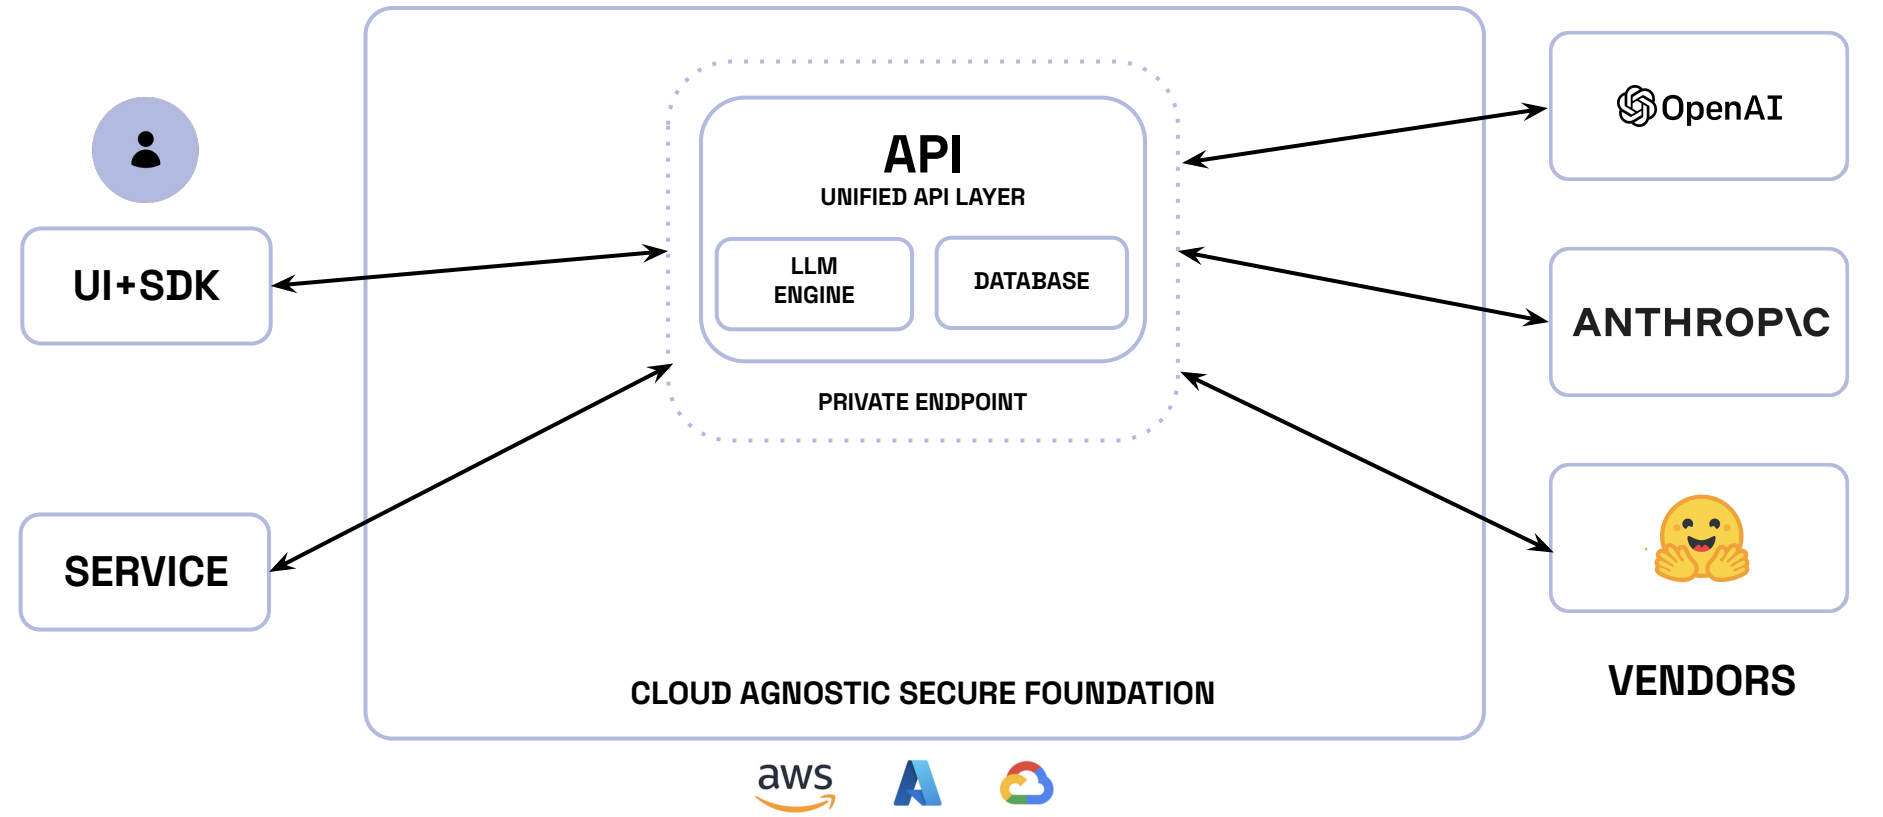 API
UNIFIED API LAYER
LLM
ENGINE
DATABASE
PRIVATE ENDPOINT
UI+SDK
SERVICE
OpenAI
ANTHROP\C
VENDORS
CLOUD AGNOSTIC SECURE FOUNDATION
aws